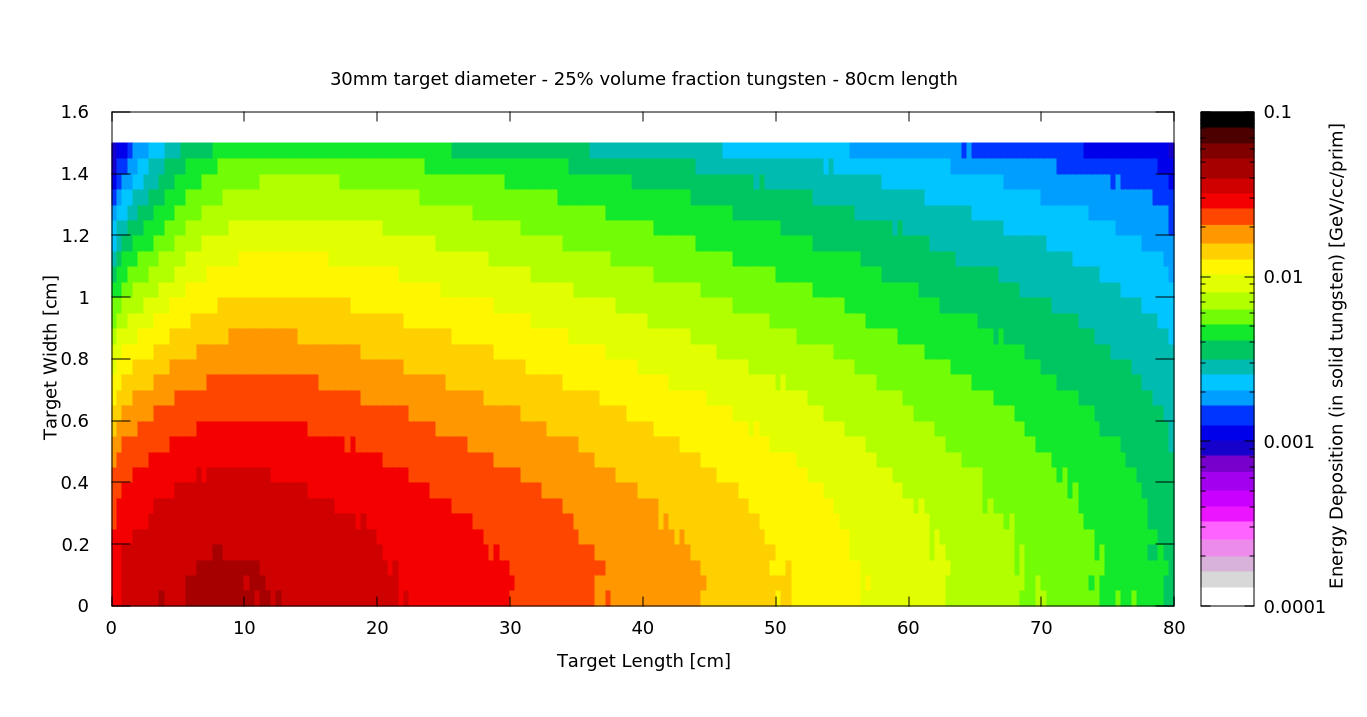 30mm target diameter - 25% volume fraction tungsten - 80cm length
1.6
1.4
1.2
1
0.8
0.6
0.4
0.2
0
Target Width [cm]
0 10 20 30 40 50 60 70 80
Target Length [cm]
0.1
0.01
0.001
0.0001
Energy Deposition (in solid tungsten) [GeV/cc/prim]